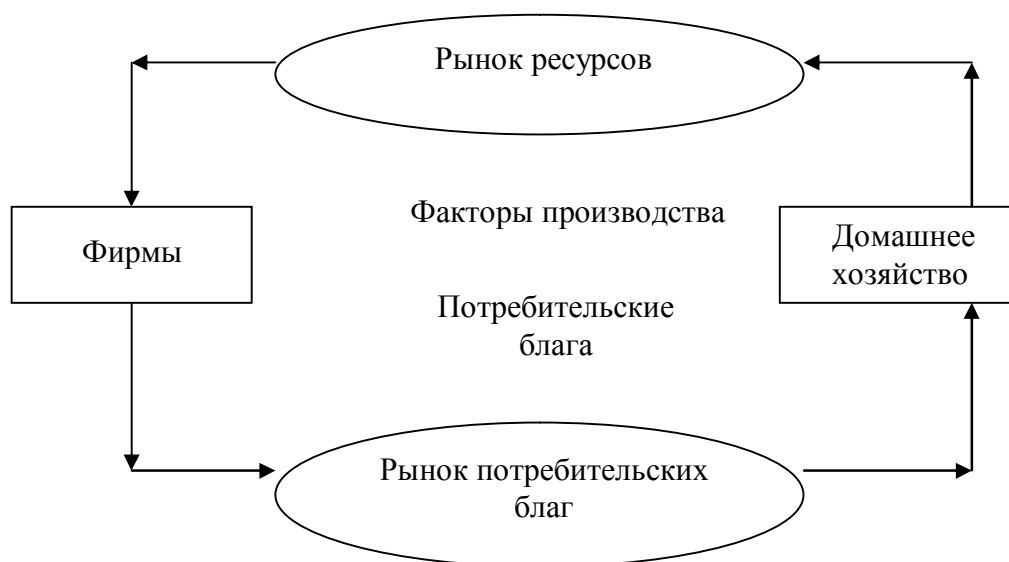 Рынок ресурсов
Факторы производства
Фирмы
Домашнее
хозяйство
Потребительские
блага
Рынок потребительских
благ